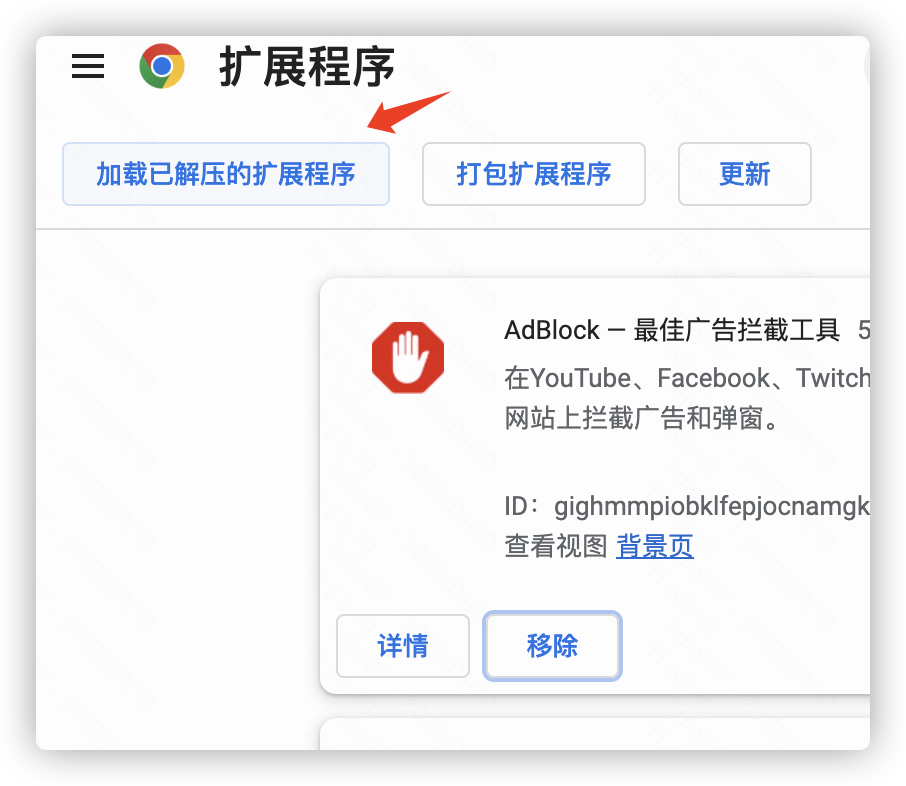 扩展程序
加载已解压的扩展程序
打包扩展程序
更新
AdBlock — 最佳广告拦截工具 5
在YouTube、Facebook、Twitch
网站上拦截广告和弹窗。
ID：gighmmpiobklfepjocnamgk
查看视图 背景页
详情
移除